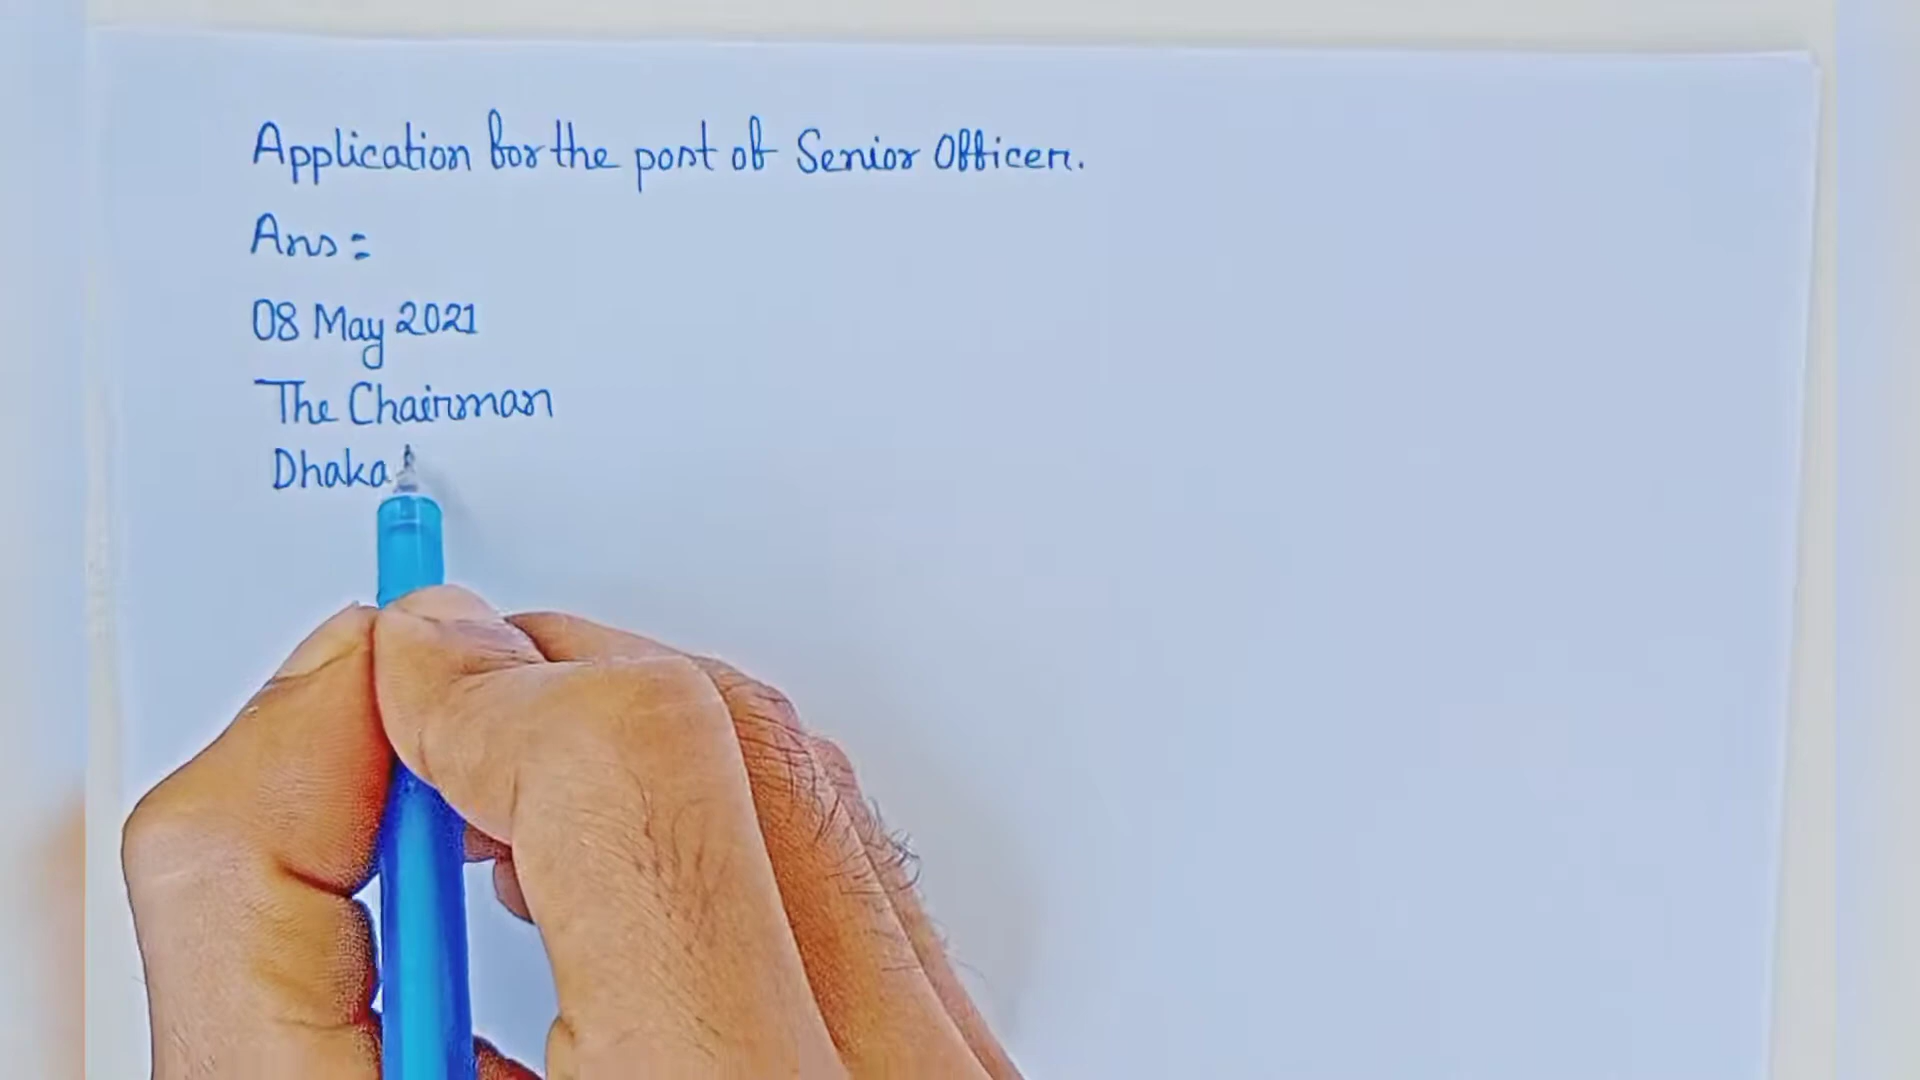 Application for the post of Senior Officer.
Ans:
08 May 2021
The Chairman
Dhaka